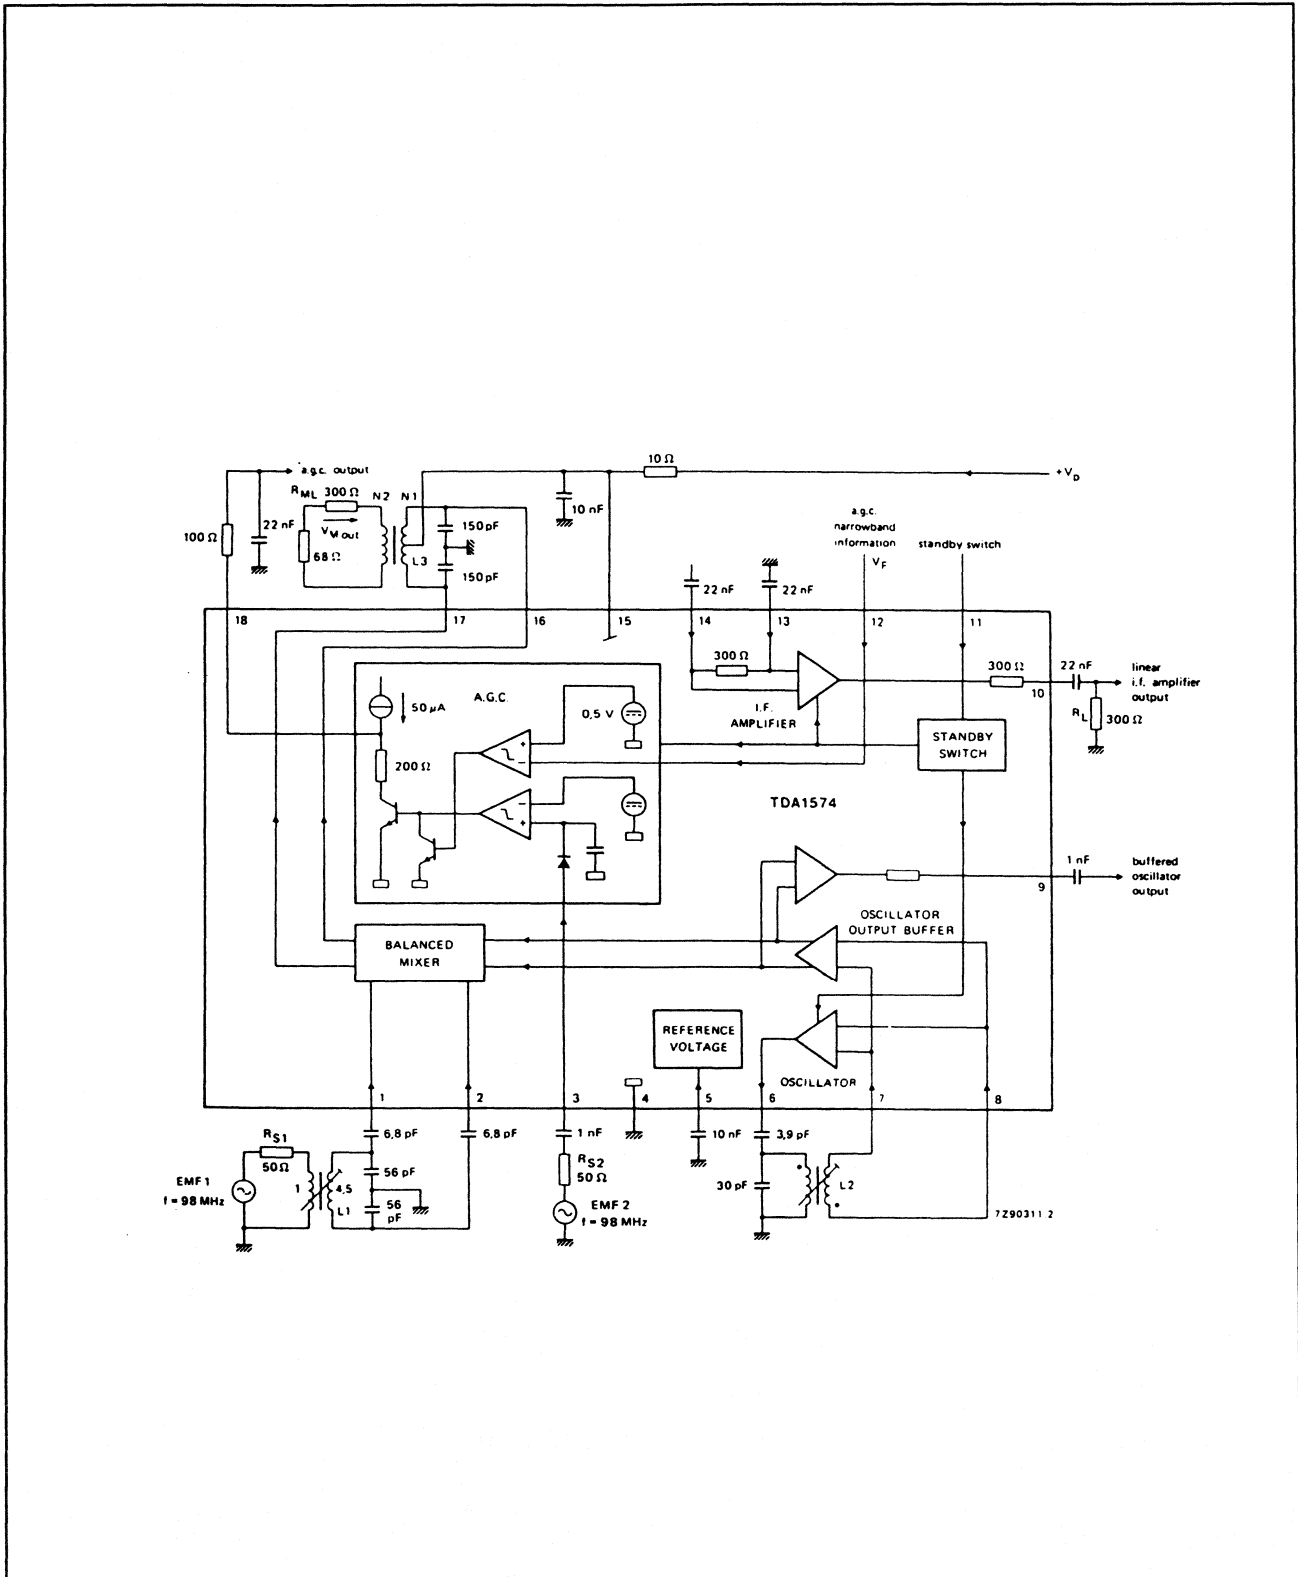 a.g.c. output
10 Ω
+VD
RML 300 Ω N2 N1
22 nF
VM out
100 Ω
68 Ω
L3
150 pF
150 pF
10 nF
a.g.c.
narrowband
information
VF
standby switch
22 nF
22 nF
18
17
16
15
14
13
12
11
300 Ω
I.F.
AMPLIFIER
300 Ω
22 nF
10
linear
i.f. amplifier
output
RL
300 Ω
50 µA
A.G.C.
0,5 V
+
−
STANDBY
SWITCH
200 Ω
−
+
TDA1574
1 nF
9
buffered
oscillator
output
OSCILLATOR
OUTPUT BUFFER
BALANCED
MIXER
REFERENCE
VOLTAGE
OSCILLATOR
1
2
3
4
5
6
7
8
6,8 pF
6,8 pF
1 nF
10 nF
3,9 pF
RS1
50 Ω
56 pF
RS2
50 Ω
30 pF
L2
EMF 1
f = 98 MHz
1
4,5
L1
56
pF
EMF 2
f = 98 MHz
7Z90311.2